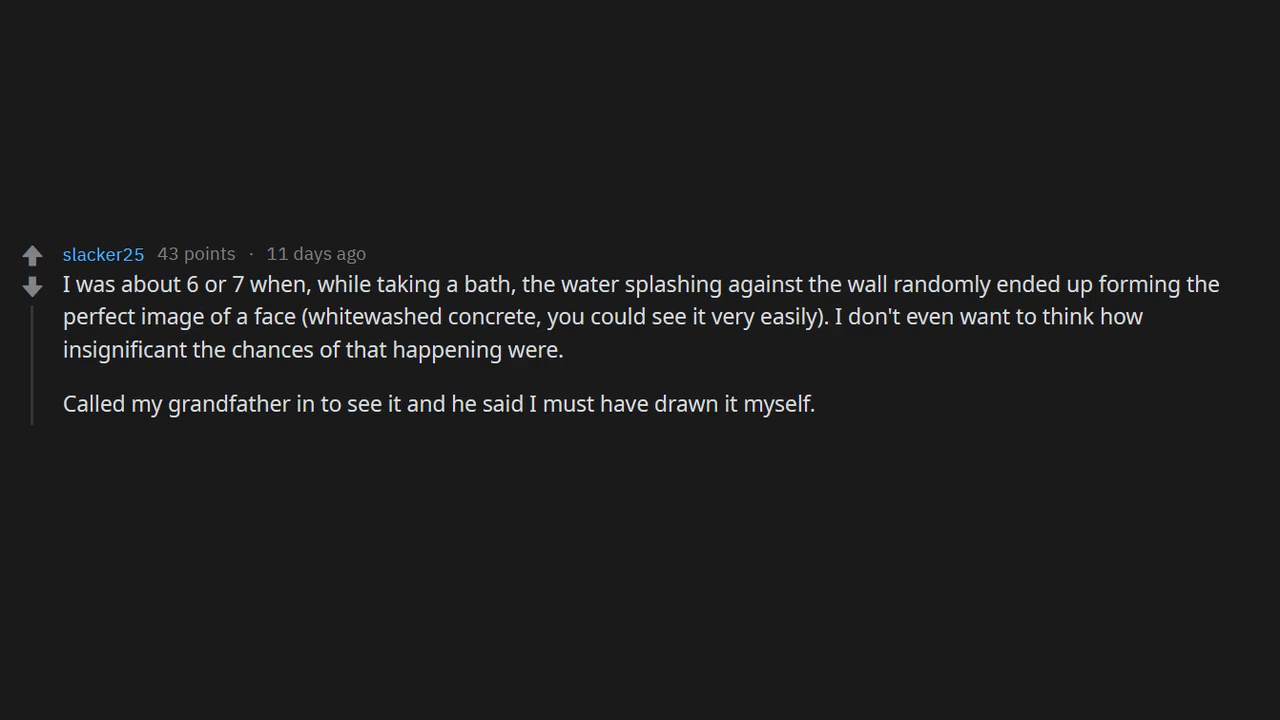 slacker25 43 points · 11 days ago
I was about 6 or 7 when, while taking a bath, the water splashing against the wall randomly ended up forming the
perfect image of a face (whitewashed concrete, you could see it very easily). I don't even want to think how
insignificant the chances of that happening were.
Called my grandfather in to see it and he said I must have drawn it myself.